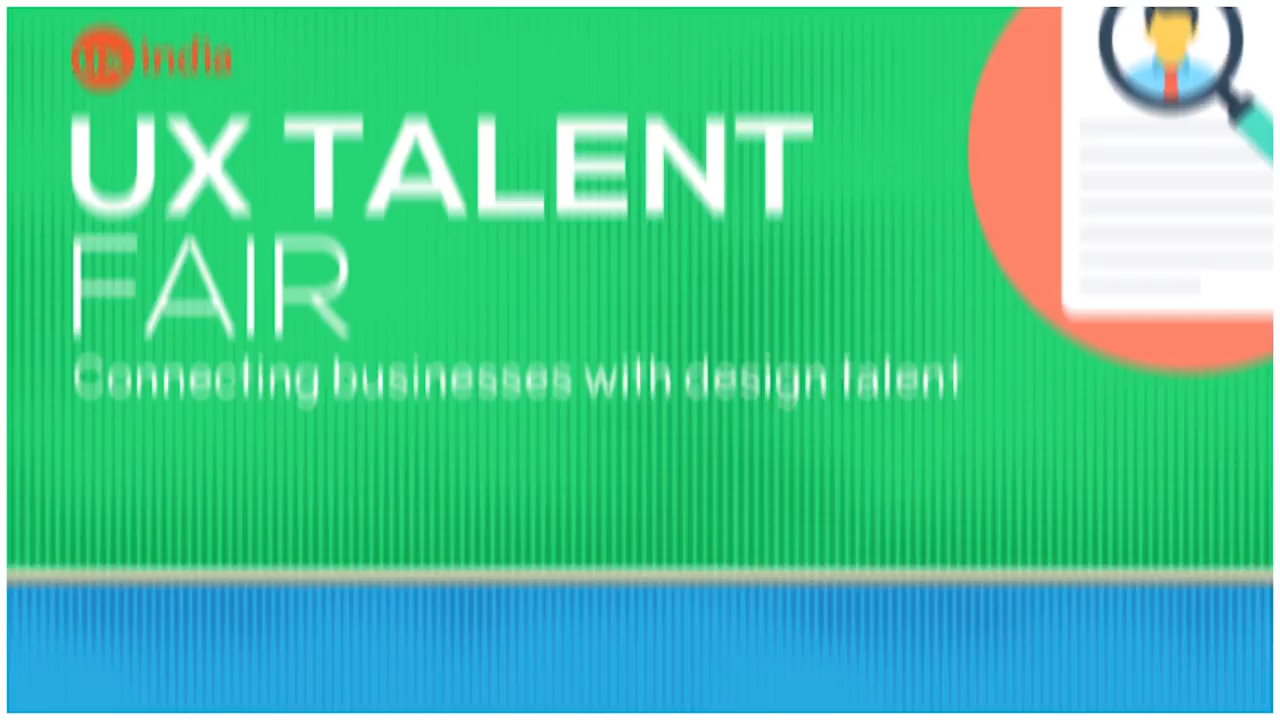 ux india
UX TALENT
FAIR
Connecting businesses with design talent